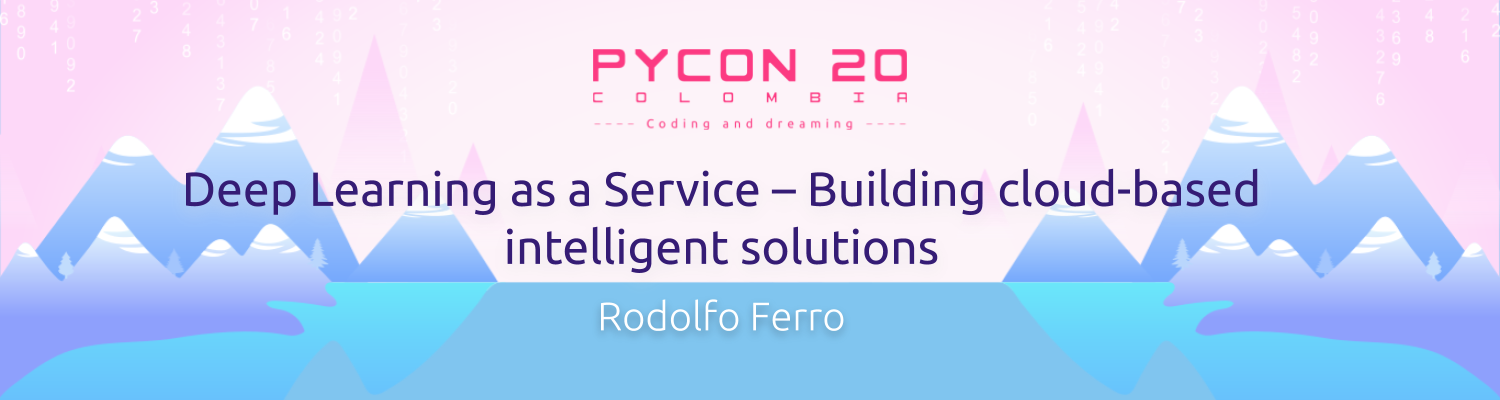 PYCON 20
COLOMBIA
---- Coding and dreaming ----
Deep Learning as a Service – Building cloud-based
intelligent solutions
Rodolfo Ferro